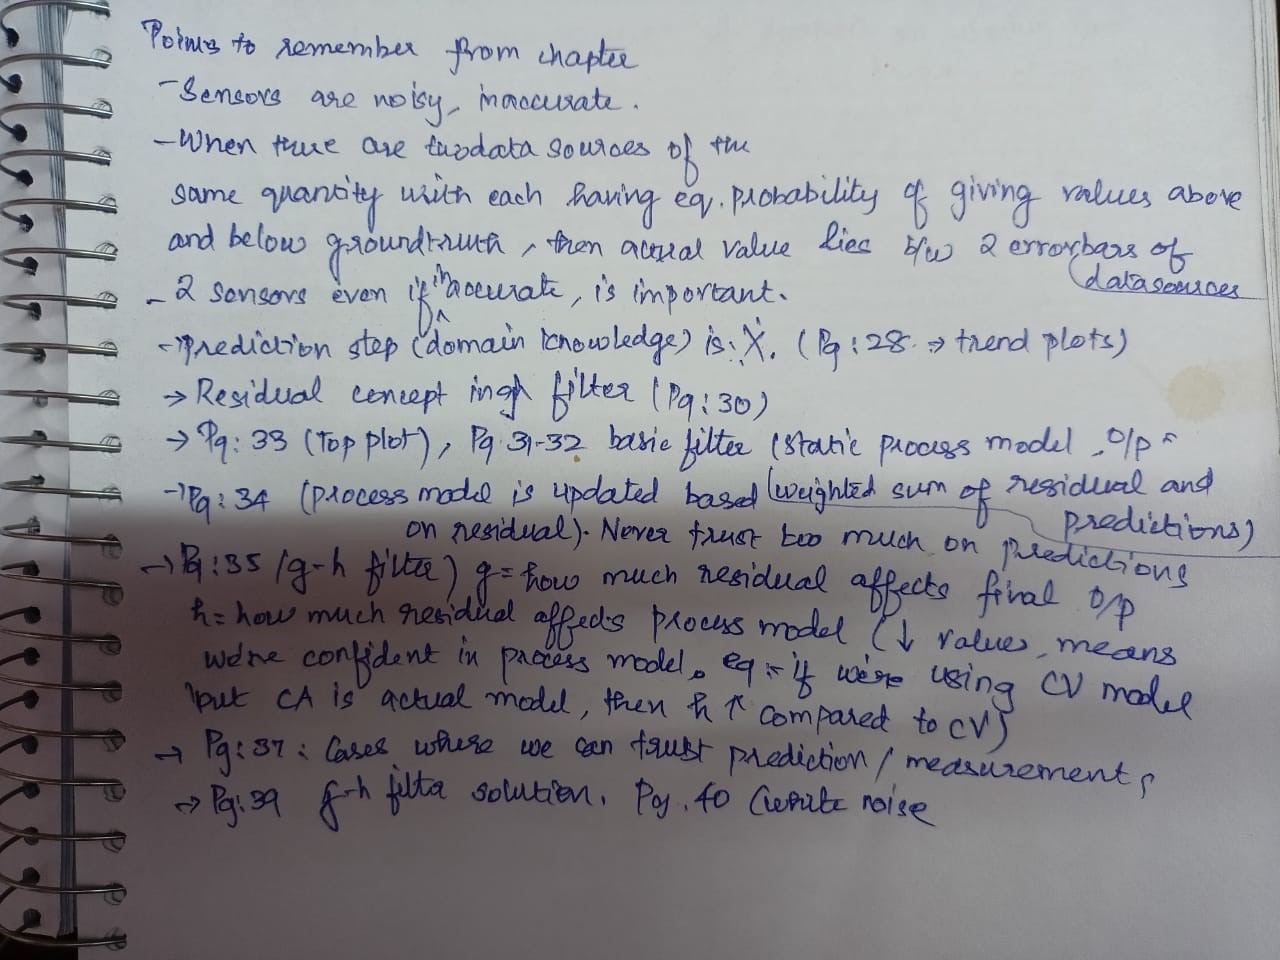 Points to remember from chapter
- Sensors are noisy, inaccurate.
- When there are two data sources of the
same quantity with each having eq. probability of giving values above
and below groundtruth, then actual value lies b/w 2 errorbars of
datasources
- 2 sensors even if inaccurate, is important.
- prediction step (domain knowledge) is: ẋ. (Pg: 28 → trend plots)
→ Residual concept in gh filter (Pg: 30)
→ Pg: 33 (Top plot), Pg 31-32 basic filter (static process model, o/p =
→ Pg: 34 (process model is updated based (weighted sum of residual and
predictions)
on residual). Never trust too much on predictions
→ Pg: 35 (g-h filter) g = how much residual affects final o/p
h = how much residual affects process model (↓ value, means
we're confident in process model. eg :- if we're using CV model
but CA is actual model, then h ↑ compared to CV)
→ Pg: 37 : Cases where we can trust prediction / measurement,
→ Pg: 39 g-h filter solution, Pg. 40 (white noise